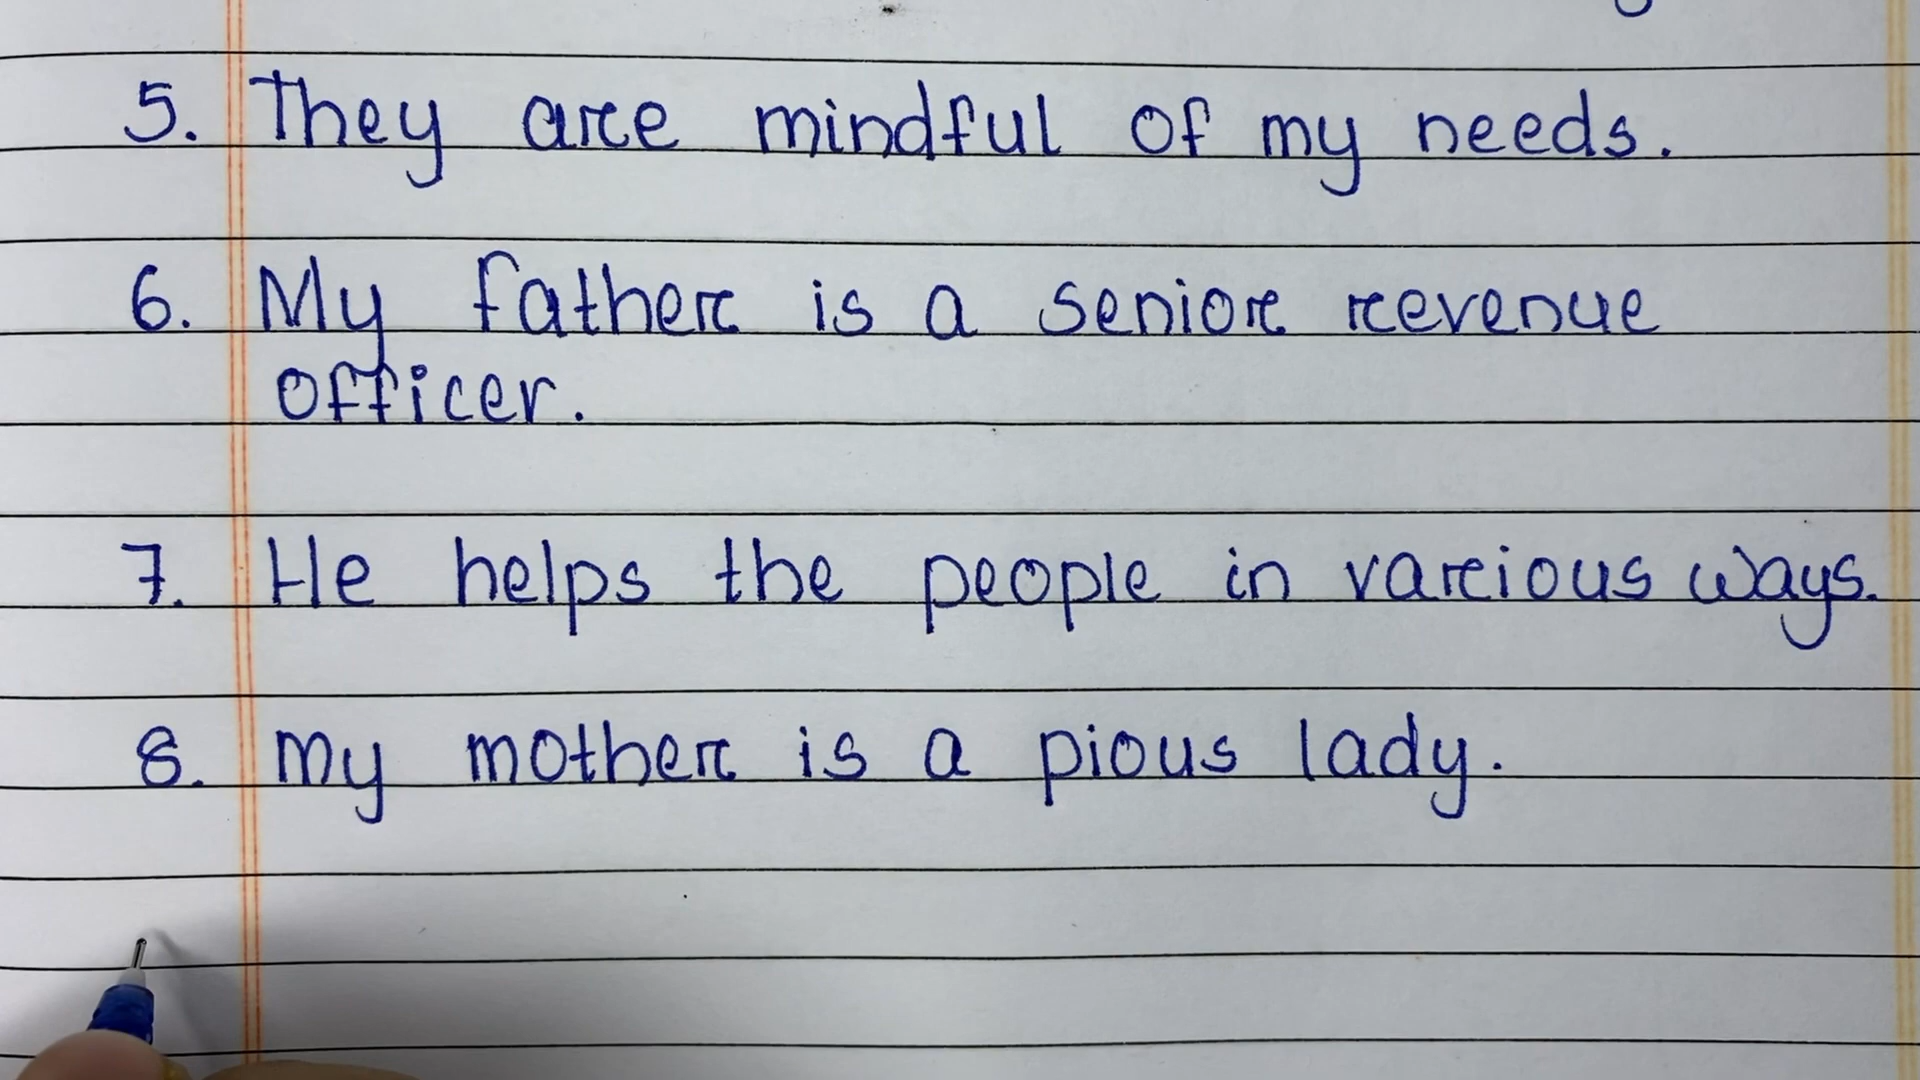 5. They are mindful of my needs.
6. My father is a senior revenue
officer.
7. He helps the people in various ways.
8. My mother is a pious lady.